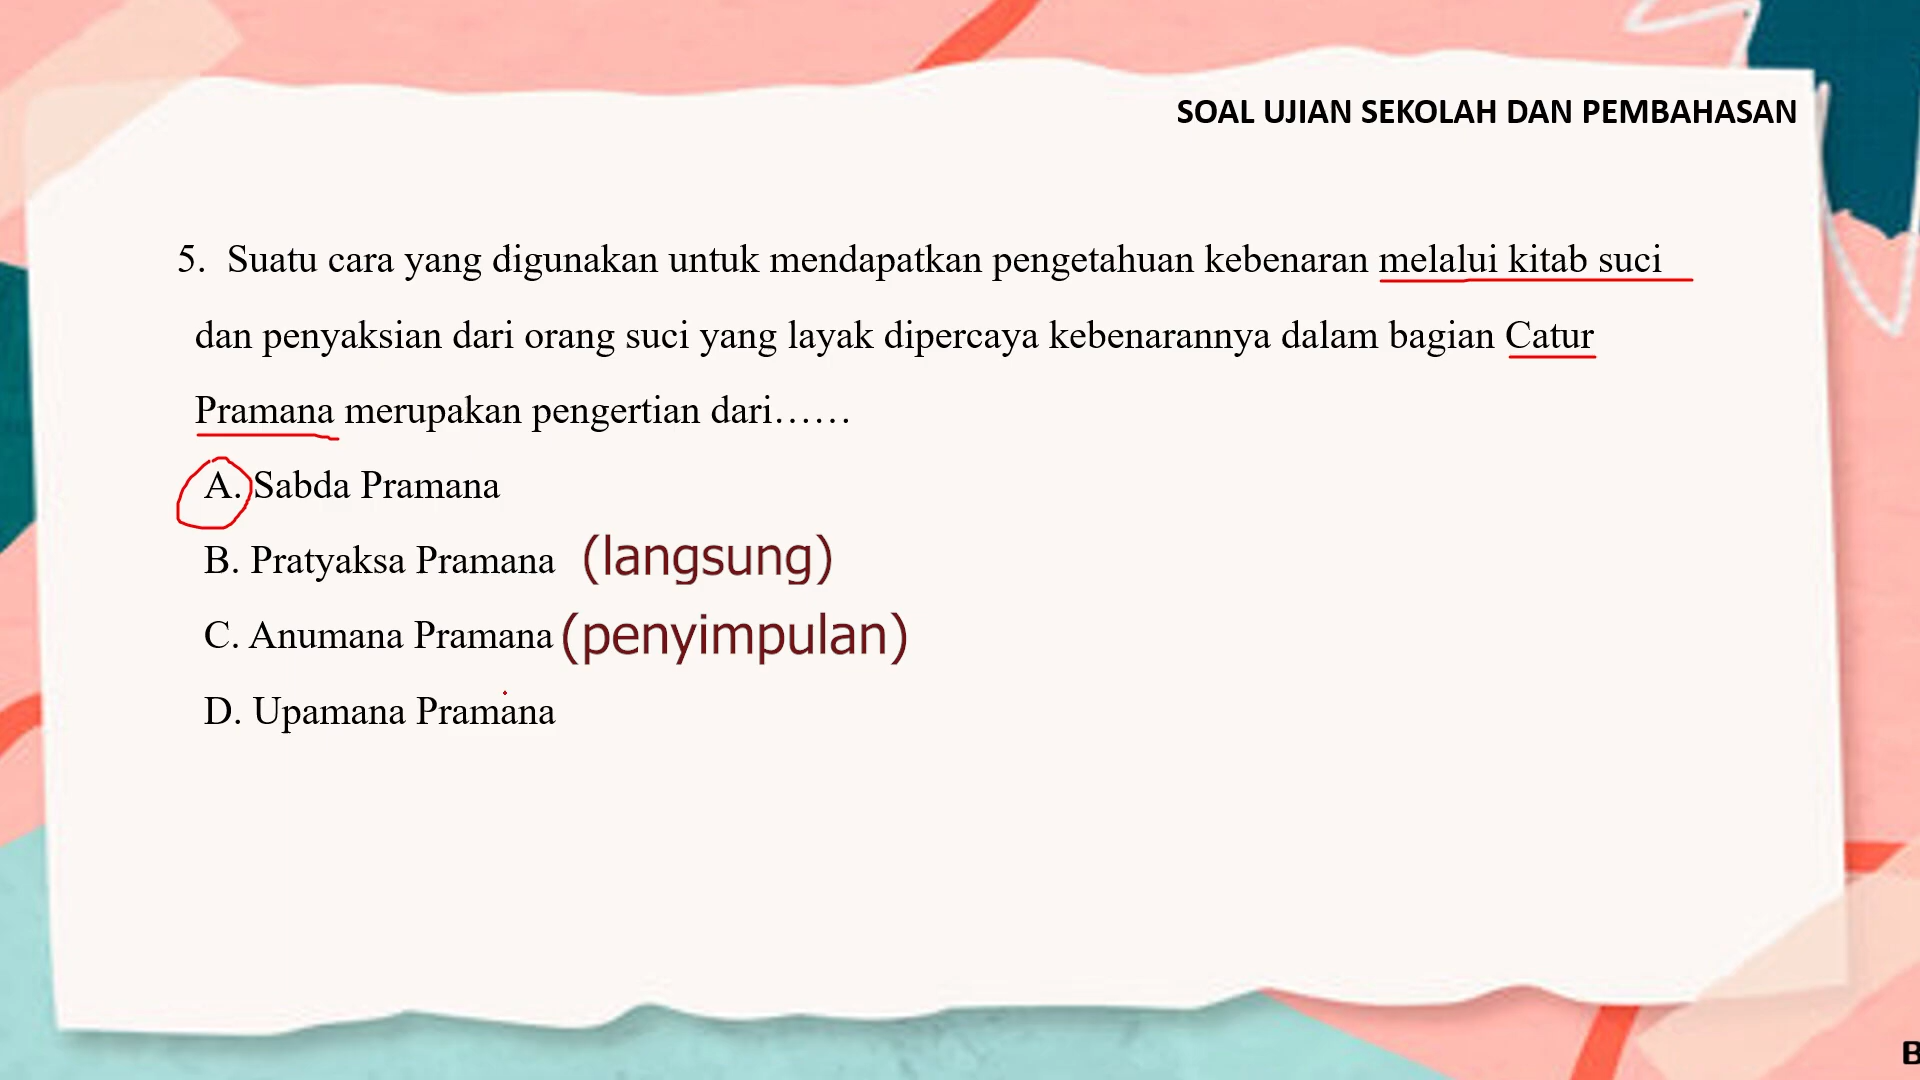 SOAL UJIAN SEKOLAH DAN PEMBAHASAN
5. Suatu cara yang digunakan untuk mendapatkan pengetahuan kebenaran melalui kitab suci
dan penyaksian dari orang suci yang layak dipercaya kebenarannya dalam bagian Catur
Pramana merupakan pengertian dari……
A. Sabda Pramana
B. Pratyaksa Pramana (langsung)
C. Anumana Pramana (penyimpulan)
D. Upamana Pramana